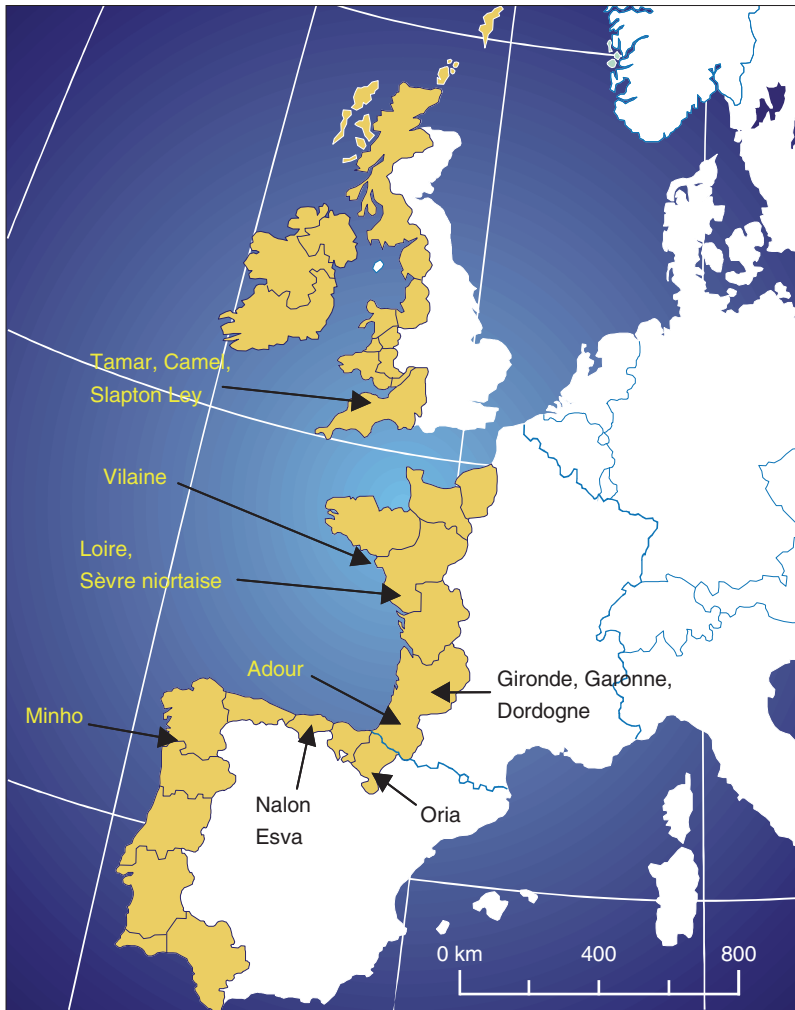 Tamar, Camel,
Slapton Ley
Vilaine
Loire,
Sèvre niortaise
Adour
Gironde, Garonne,
Dordogne
Minho
Nalon
Esva
Oria
0 km 400 800